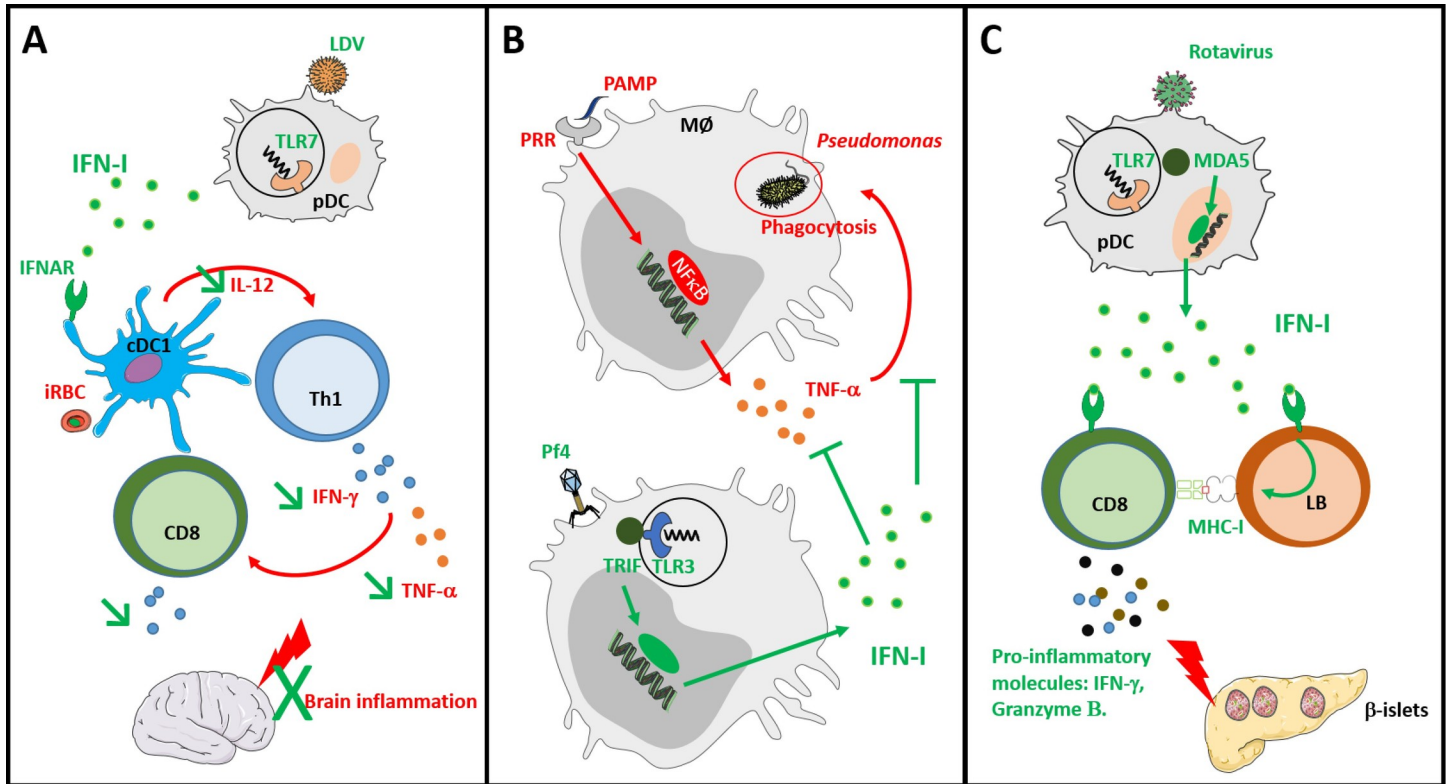 A
LDV
TLR7
pDC
IFN-I
IFNAR
IL-12
cDC1
iRBC
Th1
IFN-γ
CD8
TNF-α
X
Brain inflammation
B
PAMP
PRR
MØ
Pseudomonas
Phagocytosis
NFκB
TNF-α
Pf4
TRIF TLR3
IFN-I
C
Rotavirus
TLR7
MDA5
pDC
IFN-I
CD8
MHC-I
LB
Pro-inflammatory
molecules: IFN-γ,
Granzyme B.
β-islets